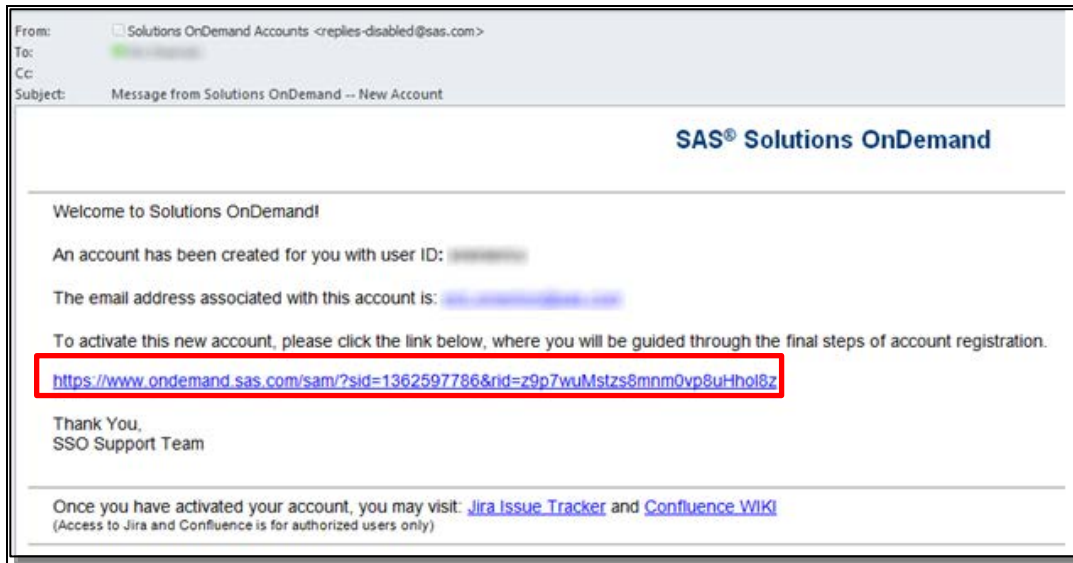 From: Solutions OnDemand Accounts <replies-disabled@sas.com>
To:
Cc:
Subject: Message from Solutions OnDemand -- New Account
SAS® Solutions OnDemand
Welcome to Solutions OnDemand!
An account has been created for you with user ID:
The email address associated with this account is:
To activate this new account, please click the link below, where you will be guided through the final steps of account registration.
https://www.ondemand.sas.com/sam/?sid=1362597786&rid=z9p7wuMstzs8mnm0vp8uHhol8z
Thank You,
SSO Support Team
Once you have activated your account, you may visit: Jira Issue Tracker and Confluence WIKI
(Access to Jira and Confluence is for authorized users only)